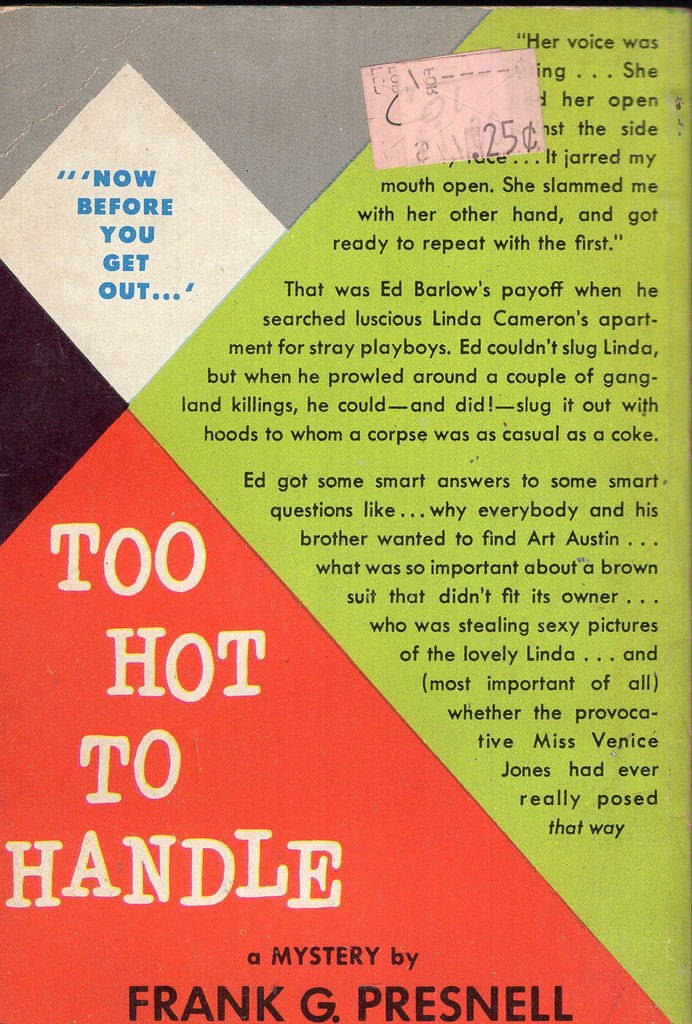 "Her voice was
ing . . . She
her open
the side
. . . It jarred my
mouth open. She slammed me
with her other hand, and got
ready to repeat with the first."
25¢
"'"NOW
BEFORE
YOU
GET
OUT...'
That was Ed Barlow's payoff when he
searched luscious Linda Cameron's apart-
ment for stray playboys. Ed couldn't slug Linda,
but when he prowled around a couple of gang-
land killings, he could—and did!—slug it out with
hoods to whom a corpse was as casual as a coke.
Ed got some smart answers to some smart
questions like . . . why everybody and his
brother wanted to find Art Austin . . .
what was so important about a brown
suit that didn't fit its owner . . .
who was stealing sexy pictures
of the lovely Linda . . . and
(most important of all)
whether the provoca-
tive Miss Venice
Jones had ever
really posed
that way
TOO
HOT
TO
HANDLE
a MYSTERY by
FRANK G. PRESNELL